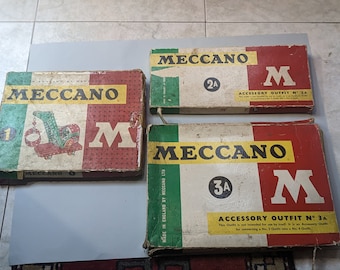 MECCANO
1
M
MECCANO
2A
M
ACCESSORY OUTFIT Nº 2A
MECCANO
3A
M
MADE IN ENGLAND BY MECCANO LTD
ACCESSORY OUTFIT Nº 3A